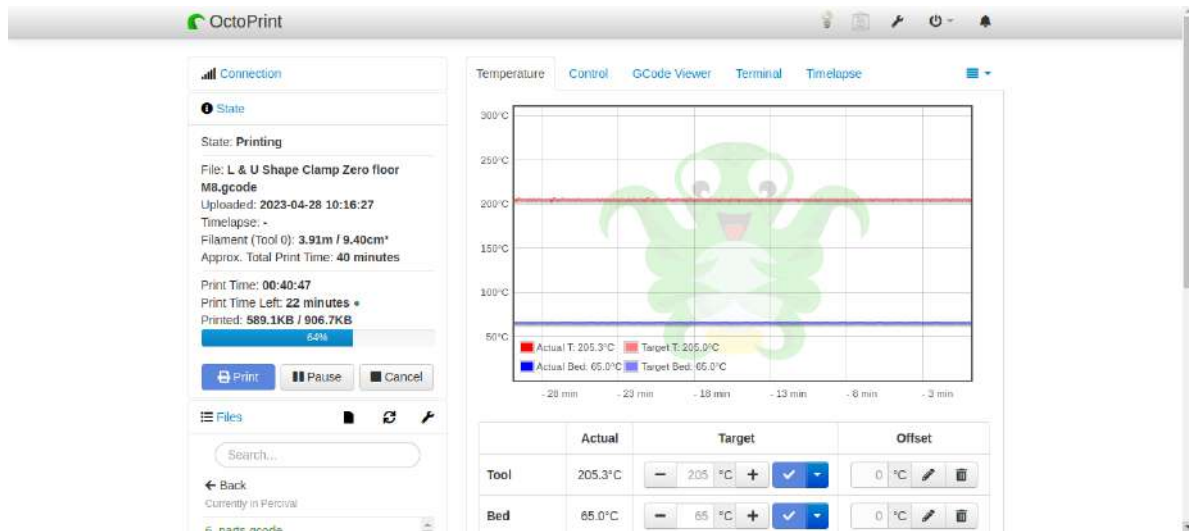 OctoPrint
Connection
State
State: Printing
File: L & U Shape Clamp Zero floor
M8.gcode
Uploaded: 2023-04-28 10:16:27
Timelapse: -
Filament (Tool 0): 3.91m / 9.40cm³
Approx. Total Print Time: 40 minutes
Print Time: 00:40:47
Print Time Left: 22 minutes
Printed: 589.1KB / 906.7KB
64%
Print Pause Cancel
Files
Search...
Back
Currently in Percival
6_parts.gcode
Temperature Control GCode Viewer Terminal Timelapse
300°C
250°C
200°C
150°C
100°C
50°C
Actual T: 205.3°C Target T: 205.0°C
Actual Bed: 65.0°C Target Bed: 65.0°C
- 28 min - 23 min - 18 min - 13 min - 8 min - 3 min
Actual Target Offset
Tool 205.3°C − 205 °C + 0 °C
Bed 65.0°C − 65 °C + 0 °C